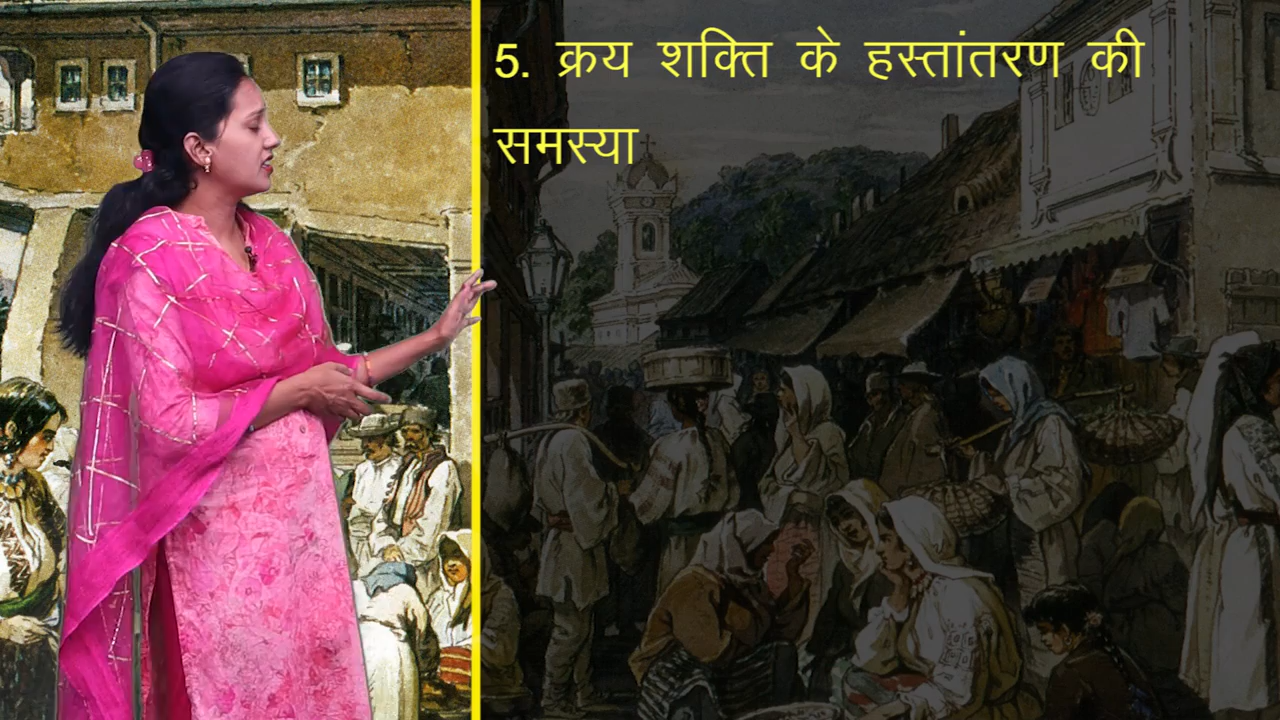 5. क्रय शक्ति के हस्तांतरण की
समस्या